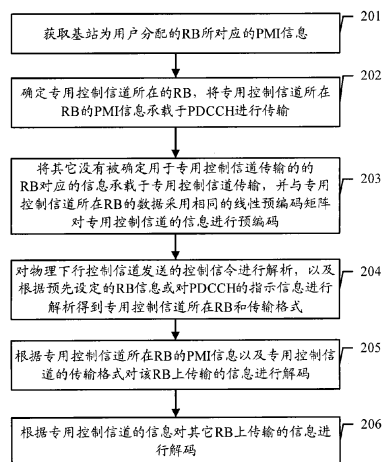 获取基站为用户分配的RB所对应的PMI信息
201
确定专用控制信道所在的RB，将专用控制信道所在
RB的PMI信息承载于PDCCH进行传输
202
将其它没有被确定用于专用控制信道传输的的
RB对应的信息承载于专用控制信道传输，并与专用
控制信道所在RB的数据采用相同的线性预编码矩阵
对专用控制信道的信息进行预编码
203
对物理下行控制信道发送的控制信令进行解析，以及
根据预先设定的RB信息或对PDCCH的指示信息进行
解析得到专用控制信道所在RB和传输格式
204
根据专用控制信道所在RB的PMI信息以及专用控制信
道的传输格式对该RB上传输的信息进行解码
205
根据专用控制信道的信息对其它RB上传输的信息进
行解码
206